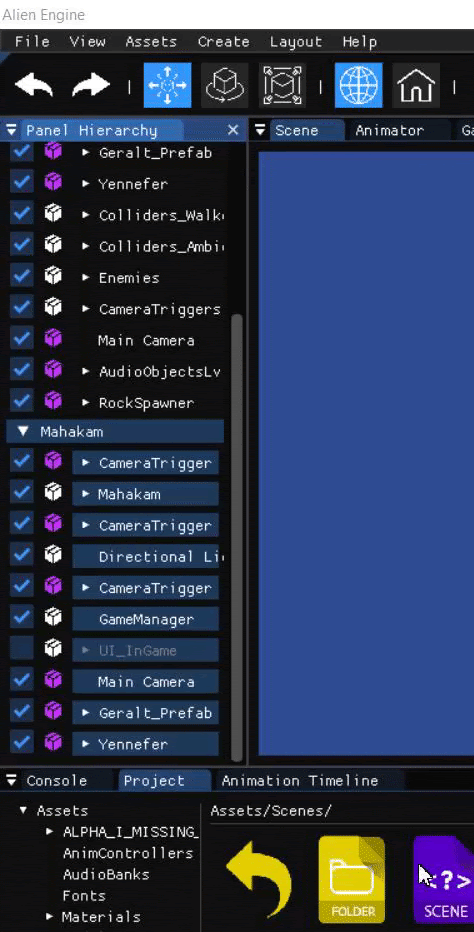 Alien Engine
File View Assets Create Layout Help
Panel Hierarchy
Scene Animator Ga
Geralt_Prefab
Yennefer
Colliders_Walk
Colliders_Ambi
Enemies
CameraTriggers
Main Camera
AudioObjectsLv
RockSpawner
Mahakam
CameraTrigger
Mahakam
CameraTrigger
Directional Li
CameraTrigger
GameManager
UI_InGame
Main Camera
Geralt_Prefab
Yennefer
Console Project Animation Timeline
Assets
ALPHA_I_MISSING_
AnimControllers
AudioBanks
Fonts
Materials
Assets/Scenes/
FOLDER
<?>
SCENE